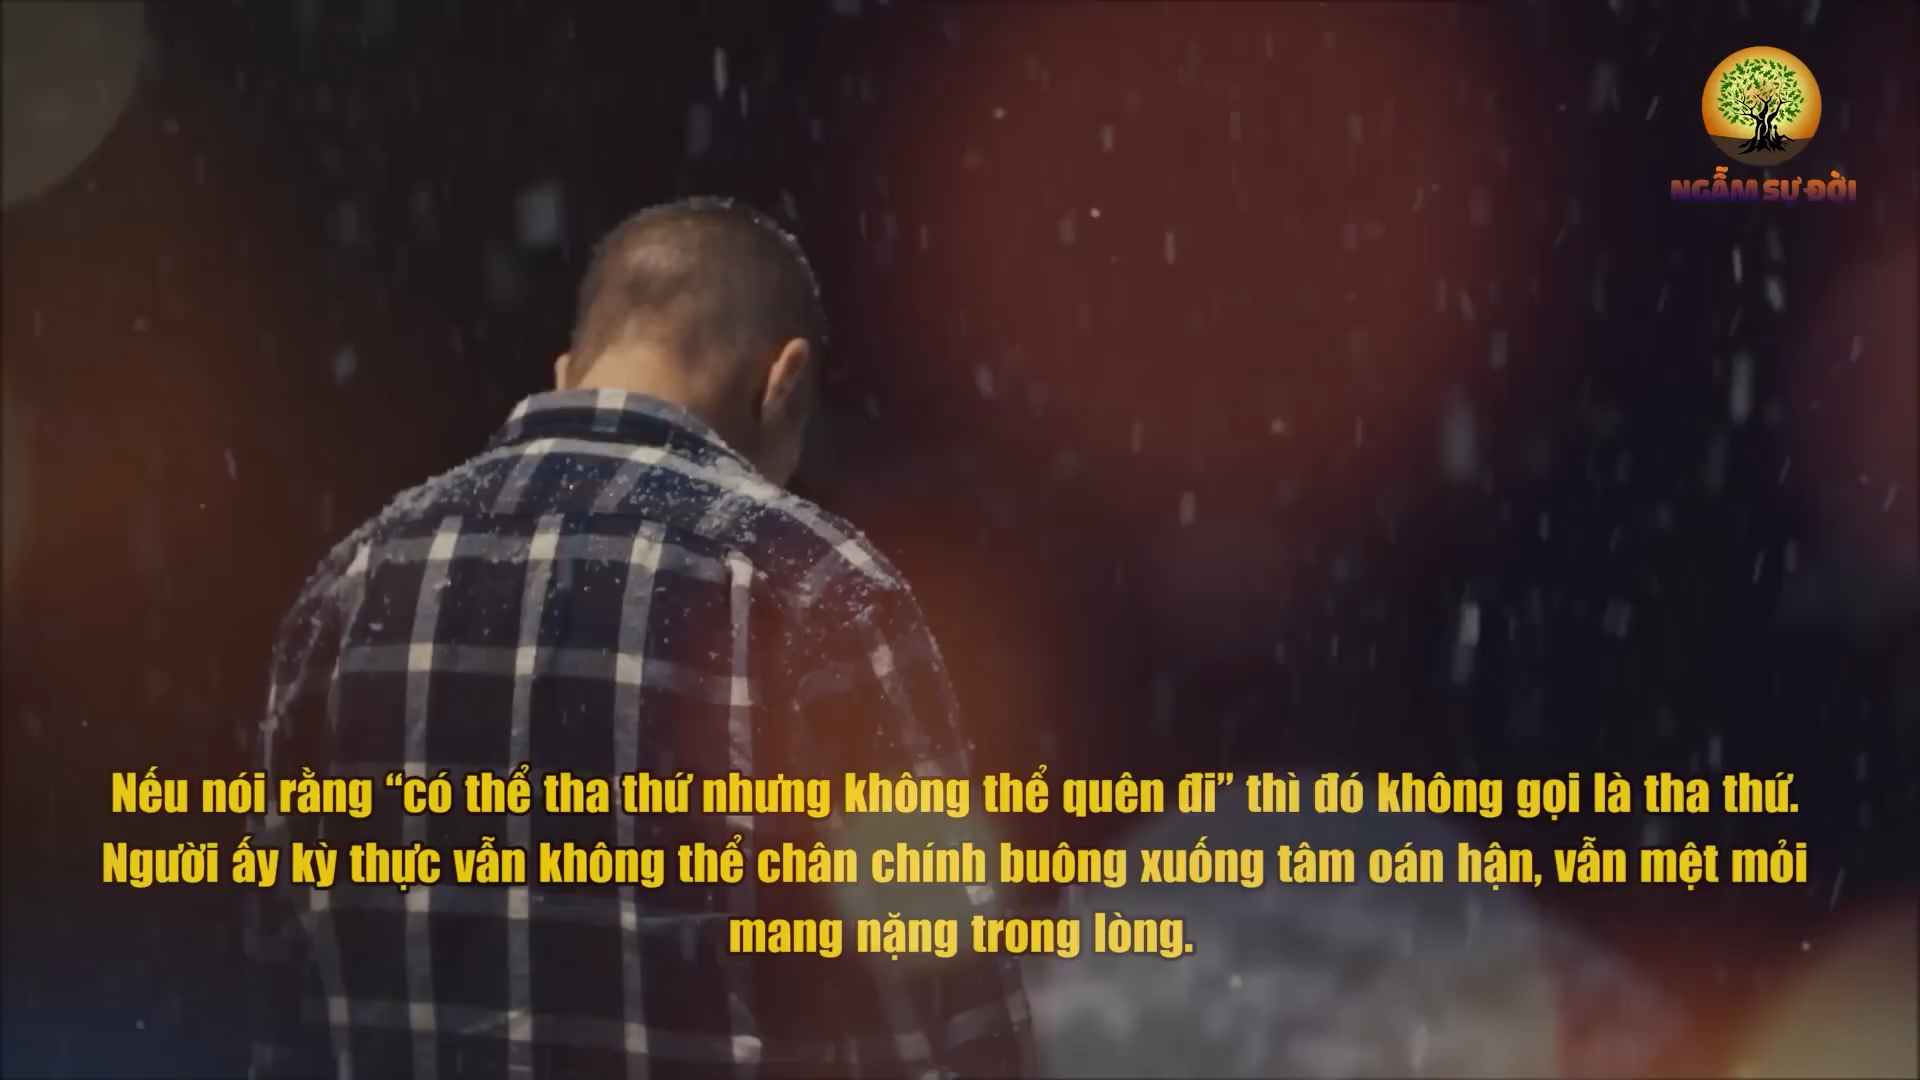 NGẪM SỰ ĐỜI
Nếu nói rằng “có thể tha thứ nhưng không thể quên đi” thì đó không gọi là tha thứ.
Người ấy kỳ thực vẫn không thể chân chính buông xuống tâm oán hận, vẫn mệt mỏi
mang nặng trong lòng.